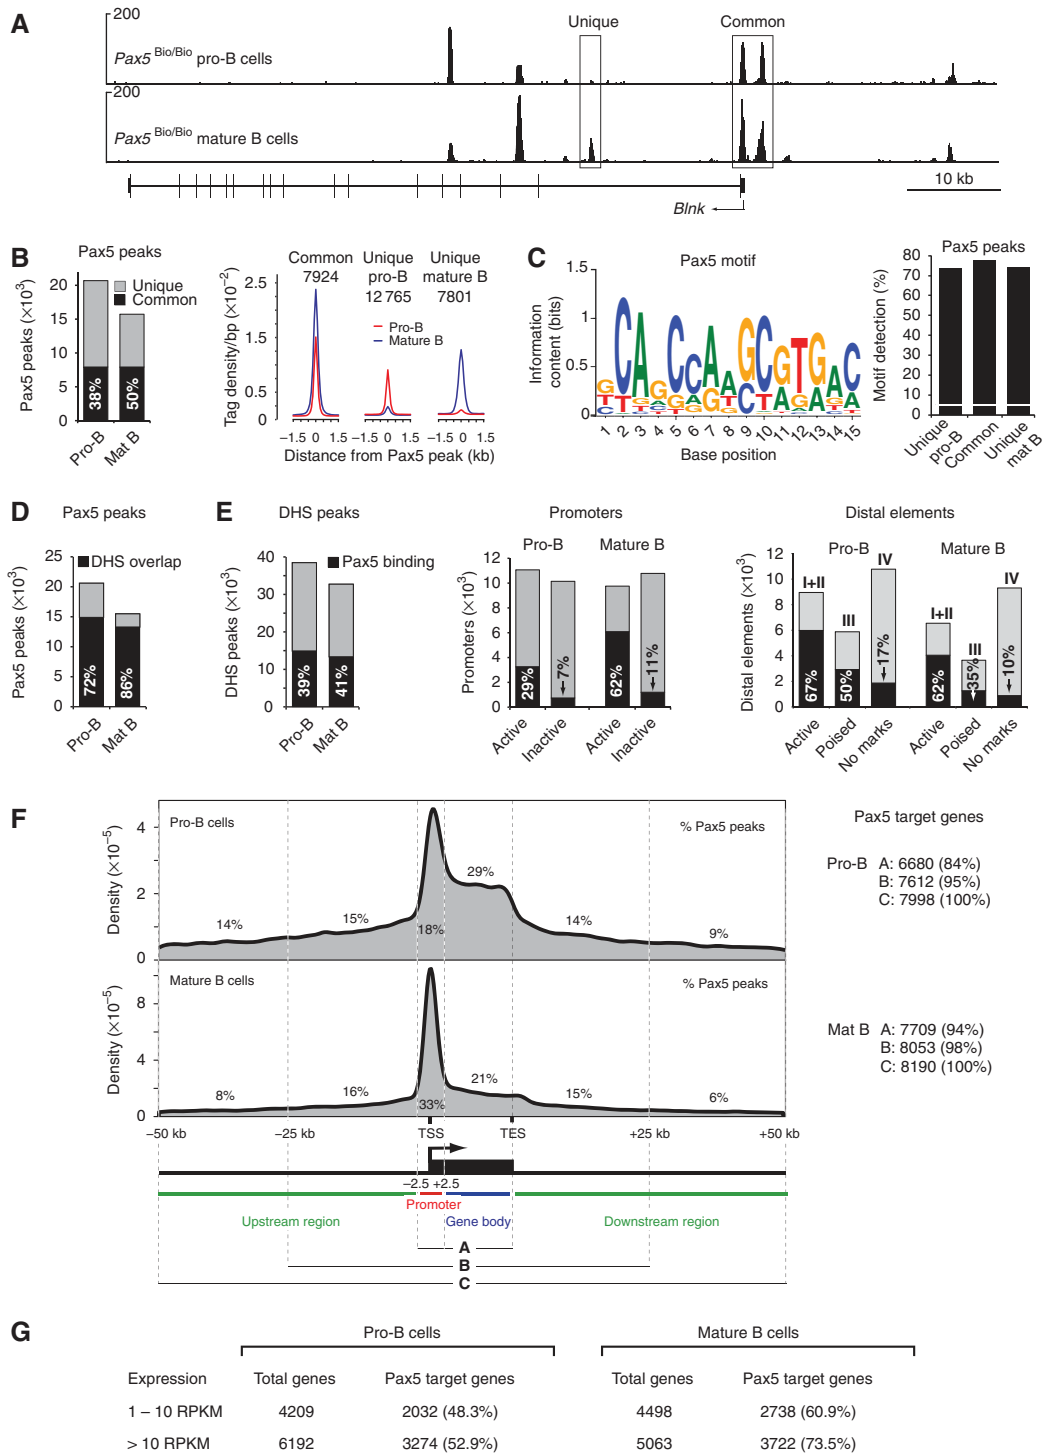 A
200
Unique
Common
Pax5 Bio/Bio pro-B cells
200
Pax5 Bio/Bio mature B cells
10 kb
Blnk
B
Pax5 peaks
Pax5 peaks (×10³)
20
15
10
5
0
Unique
Common
38%
50%
Pro-B
Mat B
Tag density/bp (×10⁻²)
2.5
2.0
1.5
1.0
0.5
0
Common
7924
Unique
pro-B
12 765
Unique
mature B
7801
Pro-B
Mature B
−1.5 0 1.5
−1.5 0 1.5
−1.5 0 1.5
Distance from Pax5 peak (kb)
C
Pax5 motif
Information
content (bits)
1.5
1
0.5
0
1 2 3 4 5 6 7 8 9 10 11 12 13 14 15
Base position
Pax5 peaks
Motif detection (%)
80
70
60
50
40
30
20
10
0
Unique
pro-B
Common
Unique
mat B
D
Pax5 peaks
Pax5 peaks (×10³)
25
20
15
10
5
0
DHS overlap
72%
86%
Pro-B
Mat B
E
DHS peaks
DHS peaks (×10³)
40
30
20
10
0
Pax5 binding
39%
41%
Pro-B
Mat B
Promoters
Pro-B
Mature B
Promoters (×10³)
12
10
8
6
4
2
0
29%
7%
62%
11%
Active
Inactive
Active
Inactive
Distal elements
Pro-B
Mature B
Distal elements (×10³)
12
10
8
6
4
2
0
I+II
III
IV
I+II
III
IV
67%
50%
17%
62%
35%
10%
Active
Poised
No marks
Active
Poised
No marks
F
Pro-B cells
% Pax5 peaks
Density (×10⁻⁵)
4
2
0
14%
15%
18%
29%
14%
9%
Pax5 target genes
Pro-B A: 6680 (84%)
B: 7612 (95%)
C: 7998 (100%)
Mature B cells
% Pax5 peaks
Density (×10⁻⁵)
8
4
0
8%
16%
33%
21%
15%
6%
Mat B A: 7709 (94%)
B: 8053 (98%)
C: 8190 (100%)
−50 kb
−25 kb
TSS
TES
+25 kb
+50 kb
−2.5 +2.5
Promoter
Upstream region
Gene body
Downstream region
A
B
C
G
Pro-B cells
Mature B cells
Expression Total genes Pax5 target genes Total genes Pax5 target genes
1 – 10 RPKM 4209 2032 (48.3%) 4498 2738 (60.9%)
> 10 RPKM 6192 3274 (52.9%) 5063 3722 (73.5%)